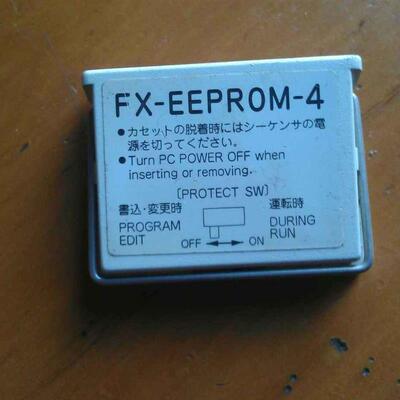 FX-EEPROM-4
●カセットの脱着時にはシーケンサの電
源を切ってください。
●Turn PC POWER OFF when
inserting or removing.
[PROTECT SW]
書込・変更時 運転時
PROGRAM DURING
EDIT OFF ↔ ON RUN